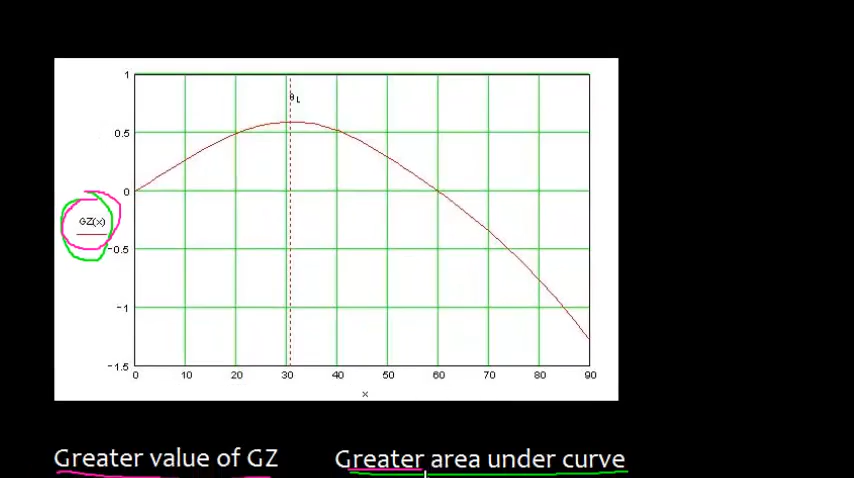 1
θL
0.5
0
GZ(x)
-0.5
-1
-1.5
0 10 20 30 40 50 60 70 80 90
x
Greater value of GZ
Greater area under curve